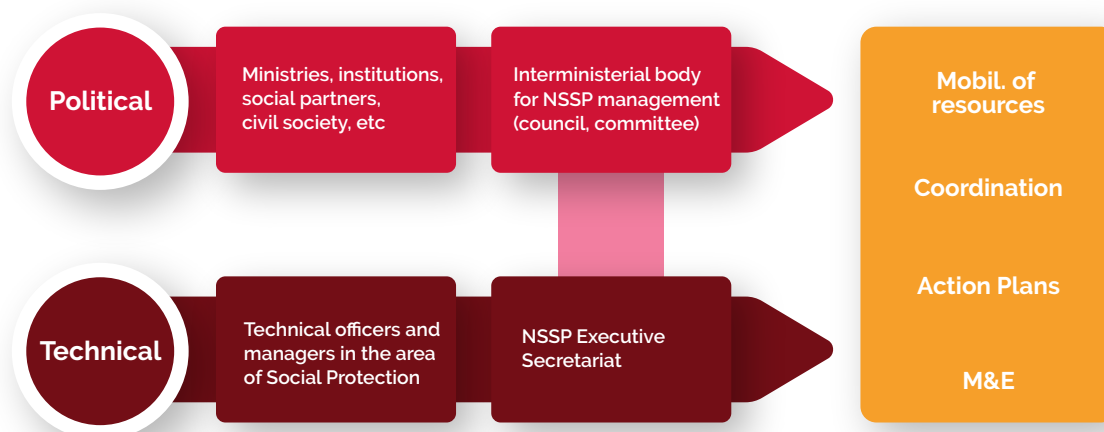 Political
Ministries, institutions,
social partners,
civil society, etc
Interministerial body
for NSSP management
(council, committee)
Technical
Technical officers and
managers in the area
of Social Protection
NSSP Executive
Secretariat
Mobil. of
resources
Coordination
Action Plans
M&E